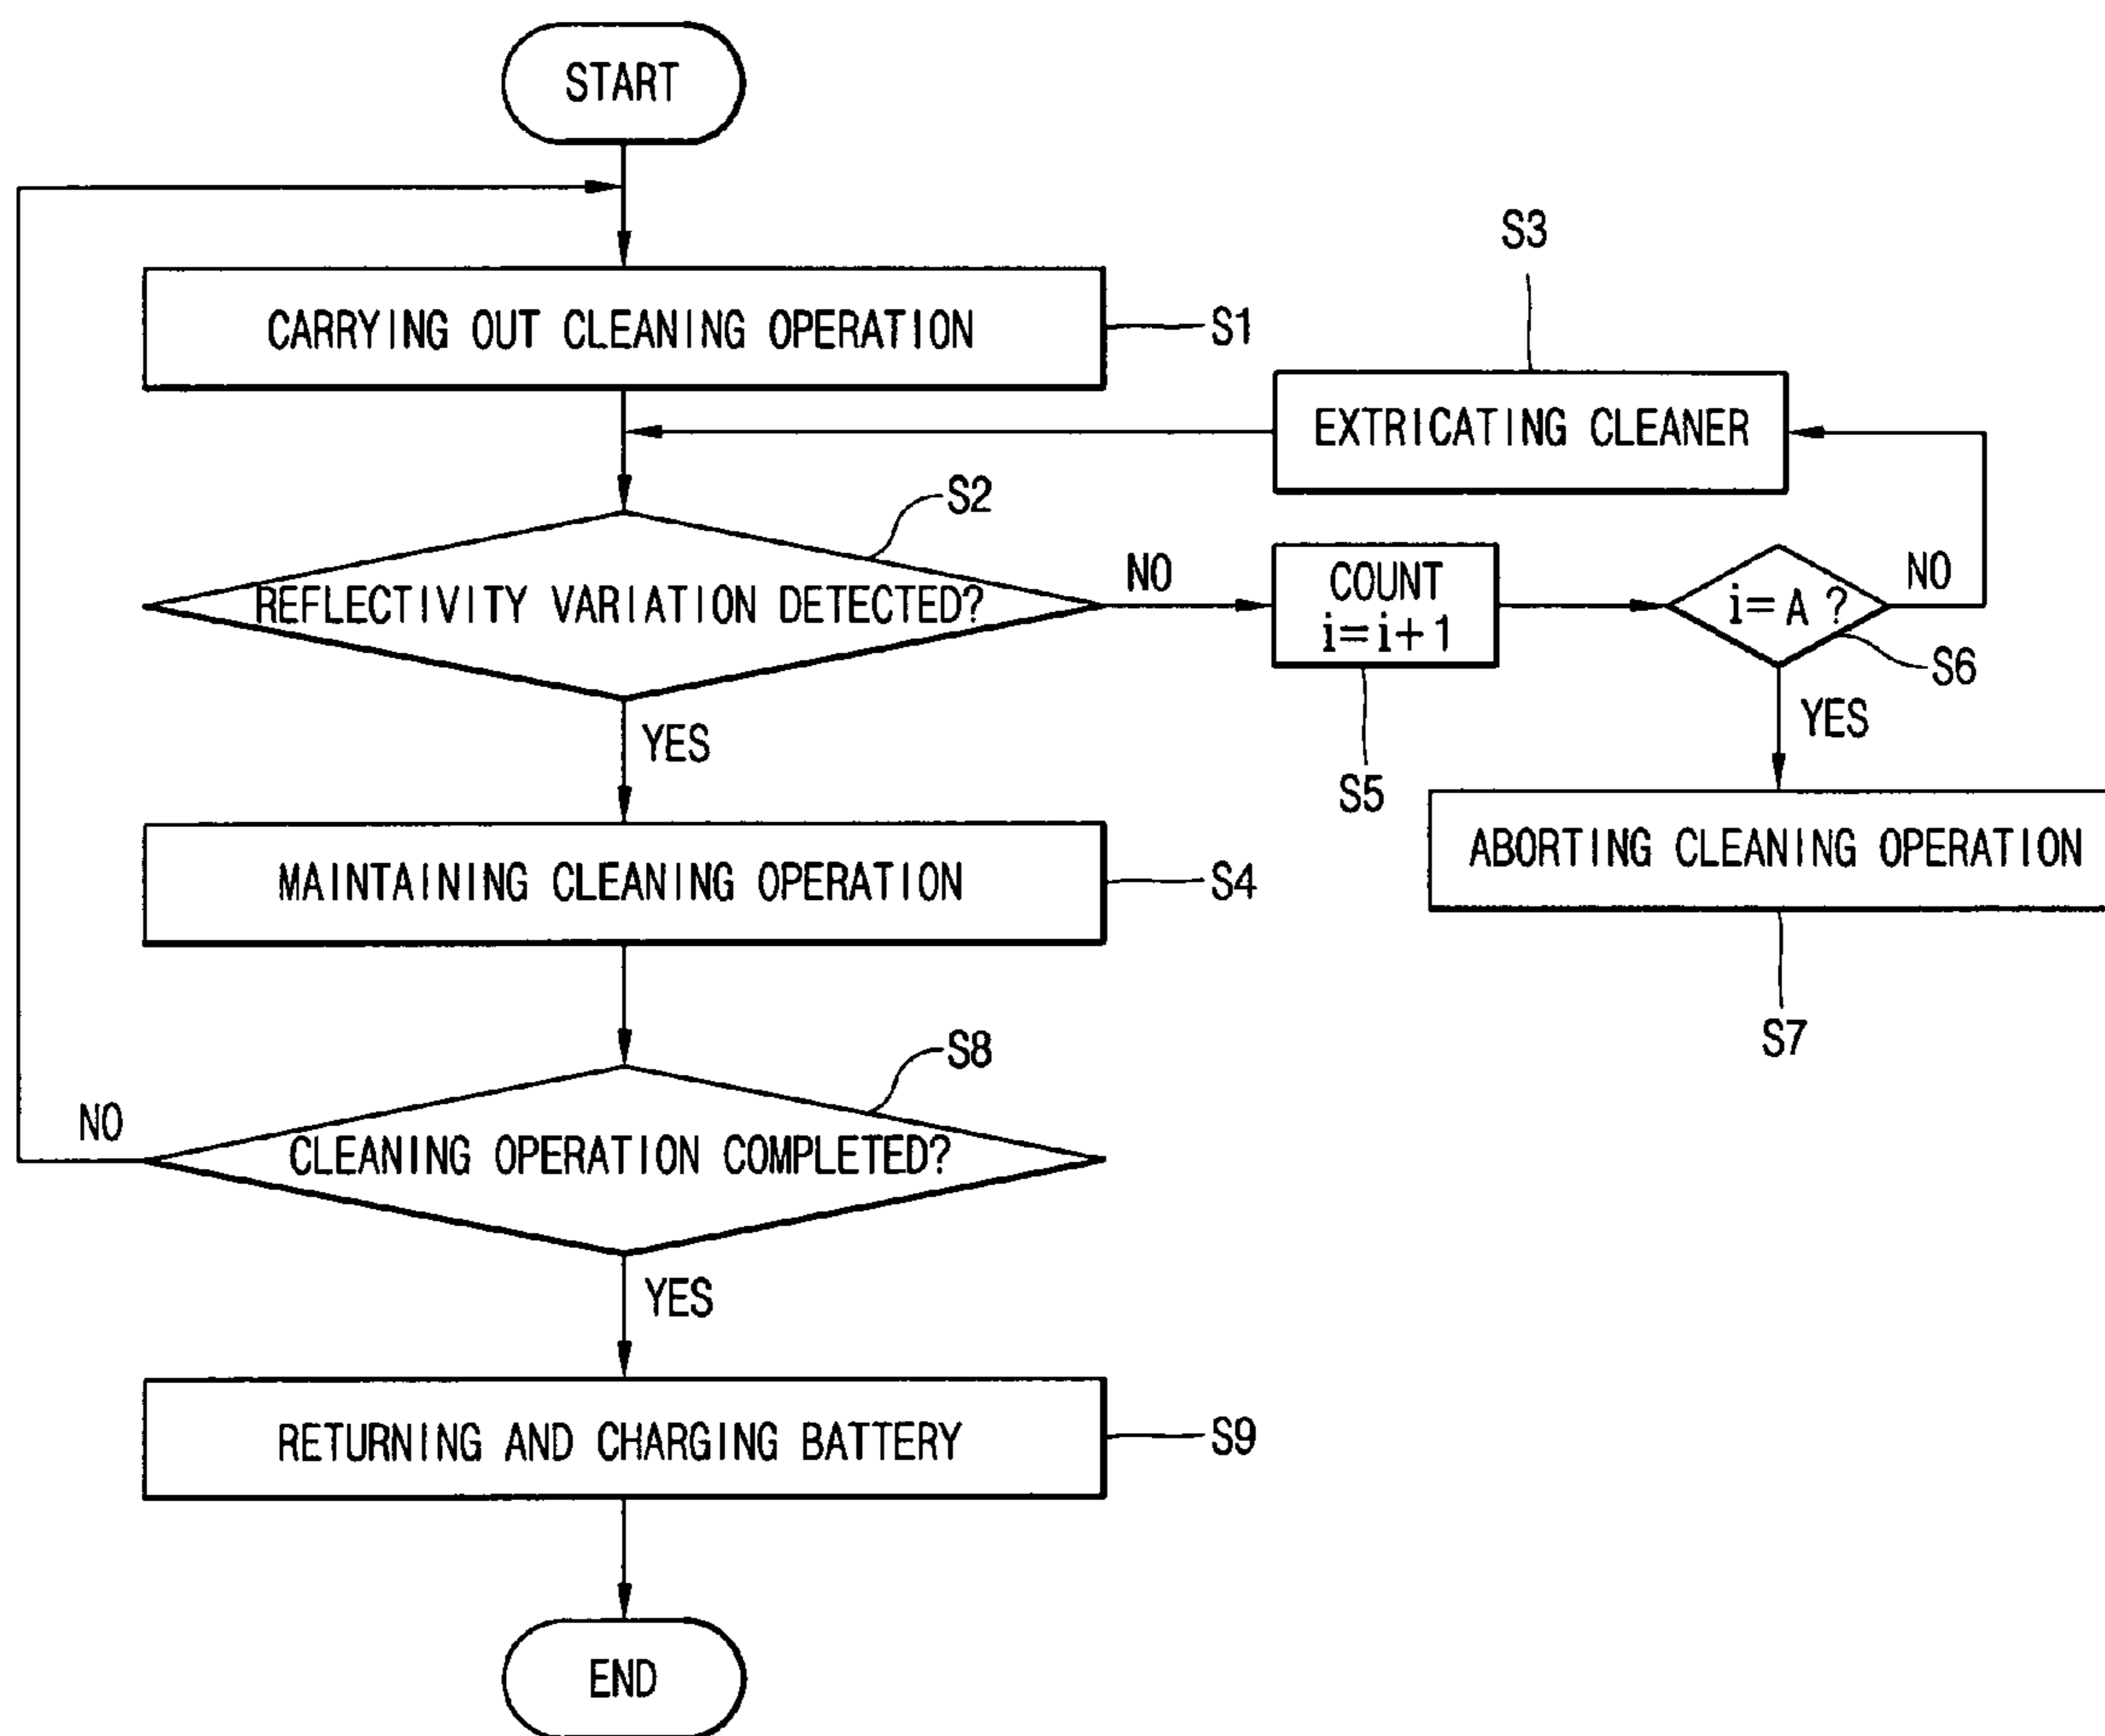 START
CARRYING OUT CLEANING OPERATION
S1
S3
EXTRICATING CLEANER
S2
REFLECTIVITY VARIATION DETECTED?
NO
COUNT
i=i+1
S5
i=A ?
NO
S6
YES
YES
ABORTING CLEANING OPERATION
S7
MAINTAINING CLEANING OPERATION
S4
S8
CLEANING OPERATION COMPLETED?
NO
YES
RETURNING AND CHARGING BATTERY
S9
END